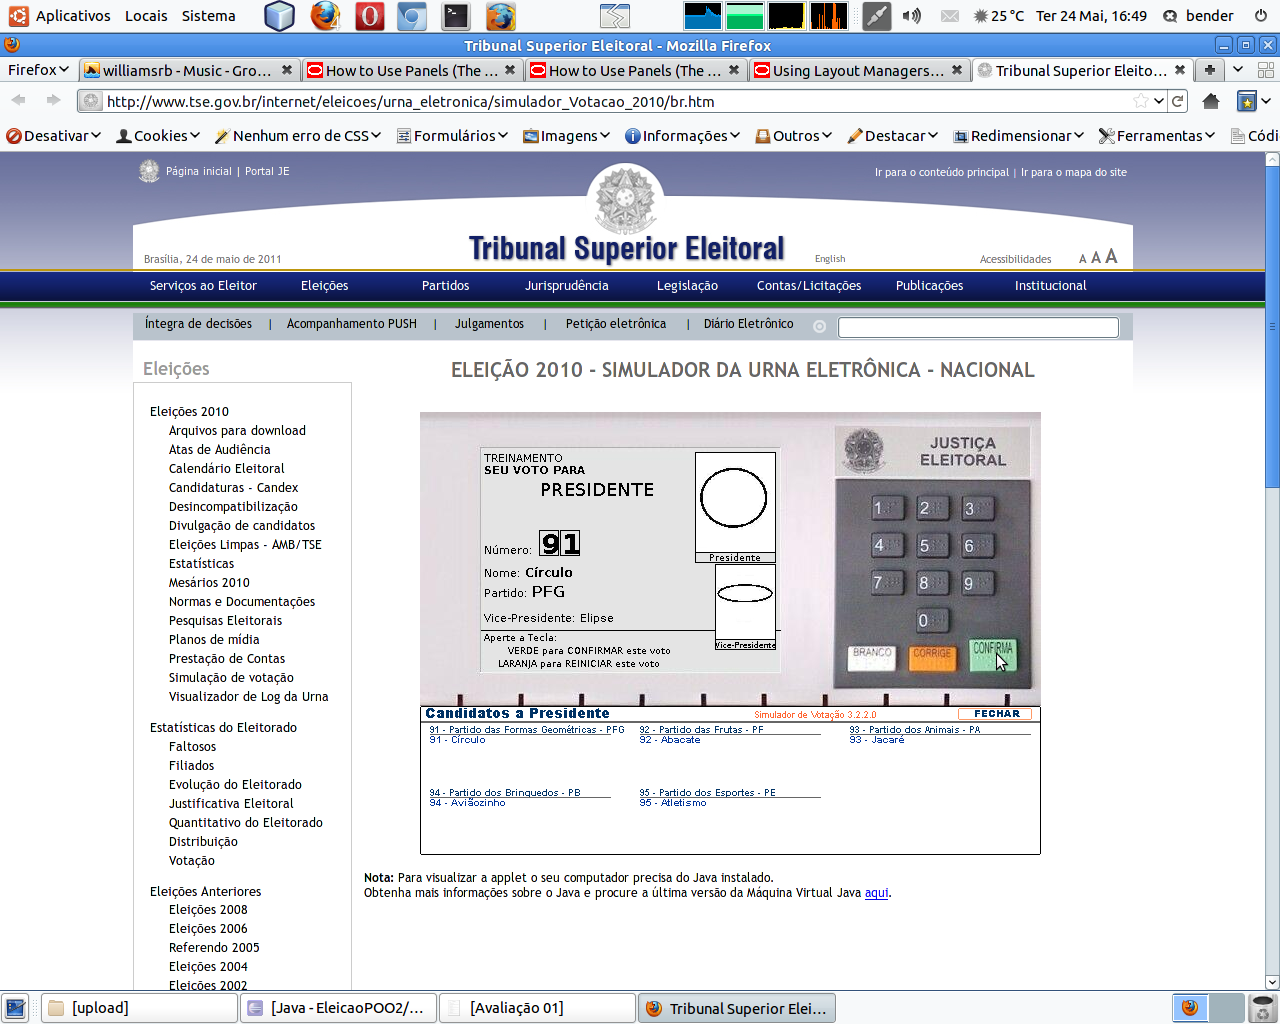 Aplicativos Locais Sistema 25 °C Ter 24 Mai, 16:49 bender
Tribunal Superior Eleitoral - Mozilla Firefox
Firefox williamsrb - Music - Gro... How to Use Panels (The ... How to Use Panels (The ... Using Layout Managers... Tribunal Superior Eleito...
http://www.tse.gov.br/internet/eleicoes/urna_eletronica/simulador_Votacao_2010/br.htm
Desativar Cookies Nenhum erro de CSS Formulários Imagens Informações Outros Destacar Redimensionar Ferramentas Códi
Página inicial | Portal JE
Ir para o conteúdo principal | Ir para o mapa do site
Tribunal Superior Eleitoral
Brasília, 24 de maio de 2011
English
Acessibilidades A A A
Serviços ao Eleitor Eleições Partidos Jurisprudência Legislação Contas/Licitações Publicações Institucional
Íntegra de decisões | Acompanhamento PUSH | Julgamentos | Petição eletrônica | Diário Eletrônico
Eleições
Eleições 2010
Arquivos para download
Atas de Audiência
Calendário Eleitoral
Candidaturas - Candex
Desincompatibilização
Divulgação de candidatos
Eleições Limpas - AMB/TSE
Estatísticas
Mesários 2010
Normas e Documentações
Pesquisas Eleitorais
Planos de mídia
Prestação de Contas
Simulação de votação
Visualizador de Log da Urna
Estatísticas do Eleitorado
Faltosos
Filiados
Evolução do Eleitorado
Justificativa Eleitoral
Quantitativo do Eleitorado
Distribuição
Votação
Eleições Anteriores
Eleições 2008
Eleições 2006
Referendo 2005
Eleições 2004
Eleições 2002
ELEIÇÃO 2010 - SIMULADOR DA URNA ELETRÔNICA - NACIONAL
TREINAMENTO
SEU VOTO PARA
PRESIDENTE
Número: 91
Nome: Círculo
Partido: PFG
Vice-Presidente: Elipse
Aperte a Tecla:
VERDE para CONFIRMAR este voto
LARANJA para REINICIAR este voto
Presidente
Vice-Presidente
JUSTIÇA
ELEITORAL
1 2 3
4 5 6
7 8 9
0
BRANCO CORRIGE CONFIRMA
Candidatos a Presidente Simulador de Votação 3.2.2.0 FECHAR
91 - Partido das Formas Geométricas - PFG 92 - Partido das Frutas - PF 93 - Partido dos Animais - PA
91 - Círculo 92 - Abacate 93 - Jacaré
94 - Partido dos Brinquedos - PB 95 - Partido dos Esportes - PE
94 - Aviãozinho 95 - Atletismo
Nota: Para visualizar a applet o seu computador precisa do Java instalado.
Obtenha mais informações sobre o Java e procure a última versão da Máquina Virtual Java aqui.
[upload] [Java - EleicaoPOO2/... [Avaliação 01] Tribunal Superior Elei...